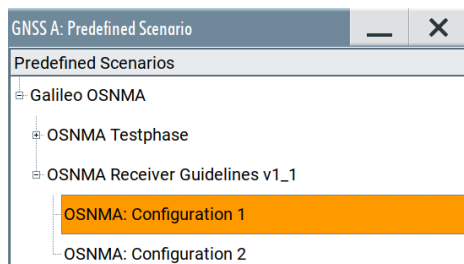 GNSS A: Predefined Scenario
Predefined Scenarios
Galileo OSNMA
OSNMA Testphase
OSNMA Receiver Guidelines v1_1
OSNMA: Configuration 1
OSNMA: Configuration 2